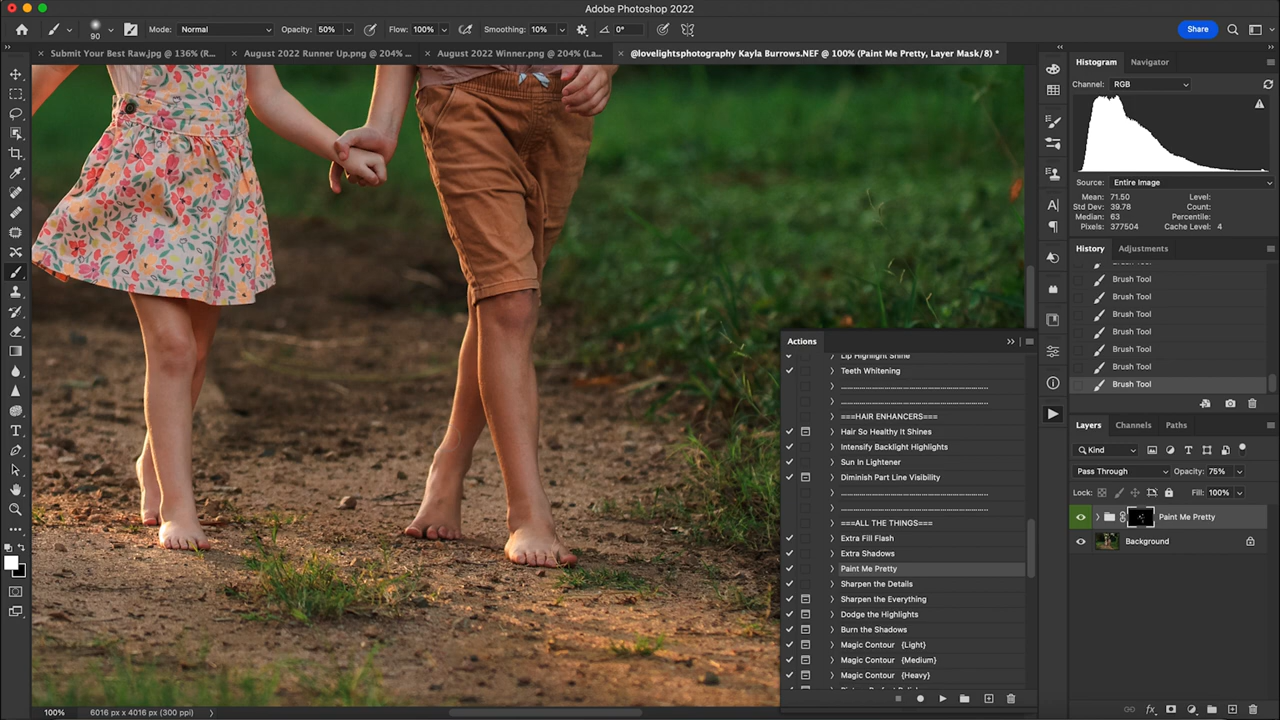 Adobe Photoshop 2022
90 Mode: Normal Opacity: 50% Flow: 100% Smoothing: 10% 0° Share
Submit Your Best Raw.jpg @ 136% (R... August 2022 Runner Up.png @ 204% ... August 2022 Winner.png @ 204% (La... @lovelightsphotography Kayla Burrows.NEF @ 100% (Paint Me Pretty, Layer Mask/8) *
Histogram Navigator
Channel: RGB
Source: Entire Image
Mean: 71.50 Level:
Std Dev: 39.78 Count:
Median: 63 Percentile:
Pixels: 377504 Cache Level: 4
History Adjustments
Brush Tool
Brush Tool
Brush Tool
Brush Tool
Brush Tool
Brush Tool
Brush Tool
Brush Tool
Actions
Lip Highlight Shine
Teeth Whitening
===HAIR ENHANCERS===
Hair So Healthy It Shines
Intensify Backlight Highlights
Sun In Lightener
Diminish Part Line Visibility
===ALL THE THINGS===
Extra Fill Flash
Extra Shadows
Paint Me Pretty
Sharpen the Details
Sharpen the Everything
Dodge the Highlights
Burn the Shadows
Magic Contour {Light}
Magic Contour {Medium}
Magic Contour {Heavy}
Layers Channels Paths
Kind
Pass Through Opacity: 75%
Lock: Fill: 100%
Paint Me Pretty
Background
100% 6016 px x 4016 px (300 ppi)